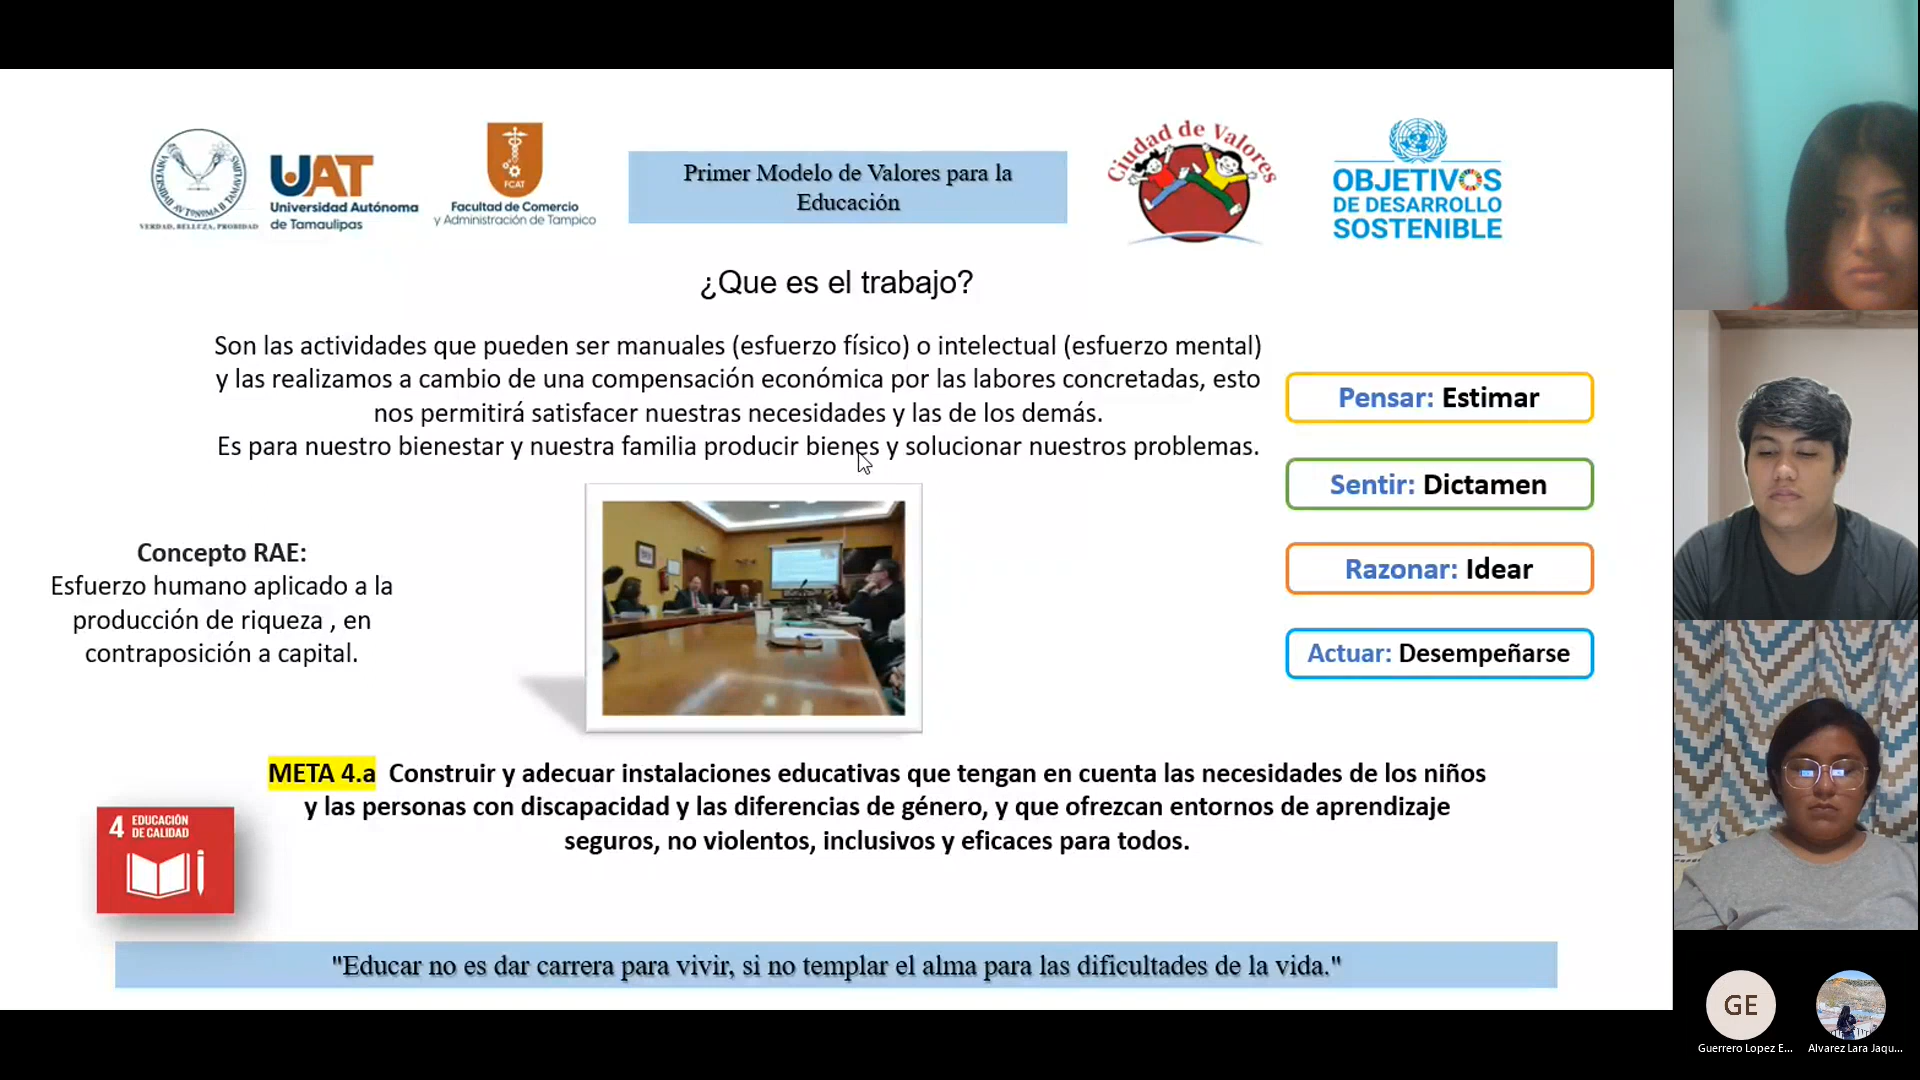 UNIVERSIDAD AUTONOMA DE TAMAULIPAS
VERDAD, BELLEZA, PROBIDAD
UAT
Universidad Autónoma
de Tamaulipas
FCAT
Facultad de Comercio
y Administración de Tampico
Primer Modelo de Valores para la
Educación
Ciudad de Valores
OBJETIVOS
DE DESARROLLO
SOSTENIBLE
¿Que es el trabajo?
Son las actividades que pueden ser manuales (esfuerzo físico) o intelectual (esfuerzo mental)
y las realizamos a cambio de una compensación económica por las labores concretadas, esto
nos permitirá satisfacer nuestras necesidades y las de los demás.
Es para nuestro bienestar y nuestra familia producir bienes y solucionar nuestros problemas.
Pensar: Estimar
Sentir: Dictamen
Razonar: Idear
Actuar: Desempeñarse
Concepto RAE:
Esfuerzo humano aplicado a la
producción de riqueza , en
contraposición a capital.
META 4.a Construir y adecuar instalaciones educativas que tengan en cuenta las necesidades de los niños
y las personas con discapacidad y las diferencias de género, y que ofrezcan entornos de aprendizaje
seguros, no violentos, inclusivos y eficaces para todos.
4 EDUCACIÓN
DE CALIDAD
"Educar no es dar carrera para vivir, si no templar el alma para las dificultades de la vida."
GE
Guerrero Lopez E...
Alvarez Lara Jaqu...